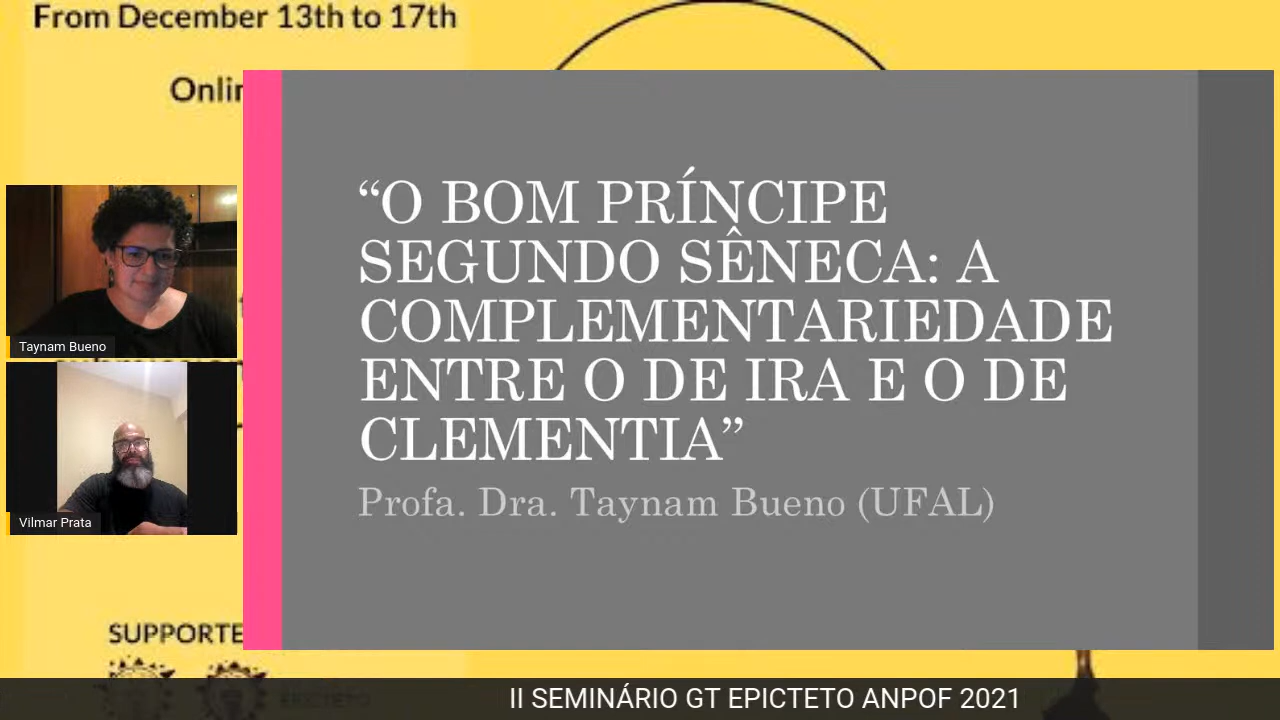 From December 13th to 17th
Onlin
“O BOM PRÍNCIPE
SEGUNDO SÊNECA: A
COMPLEMENTARIEDADE
ENTRE O DE IRA E O DE
CLEMENTIA”
Profa. Dra. Taynam Bueno (UFAL)
Taynam Bueno
Vilmar Prata
SUPPORTE
EPICTETO
II SEMINÁRIO GT EPICTETO ANPOF 2021